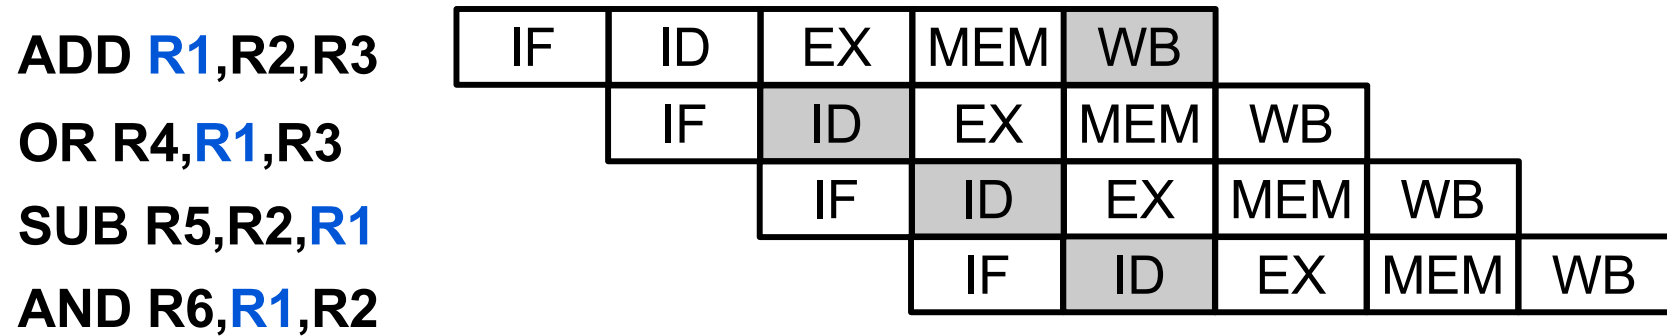 ADD R1,R2,R3 IF ID EX MEM WB
OR R4,R1,R3 IF ID EX MEM WB
SUB R5,R2,R1 IF ID EX MEM WB
AND R6,R1,R2 IF ID EX MEM WB